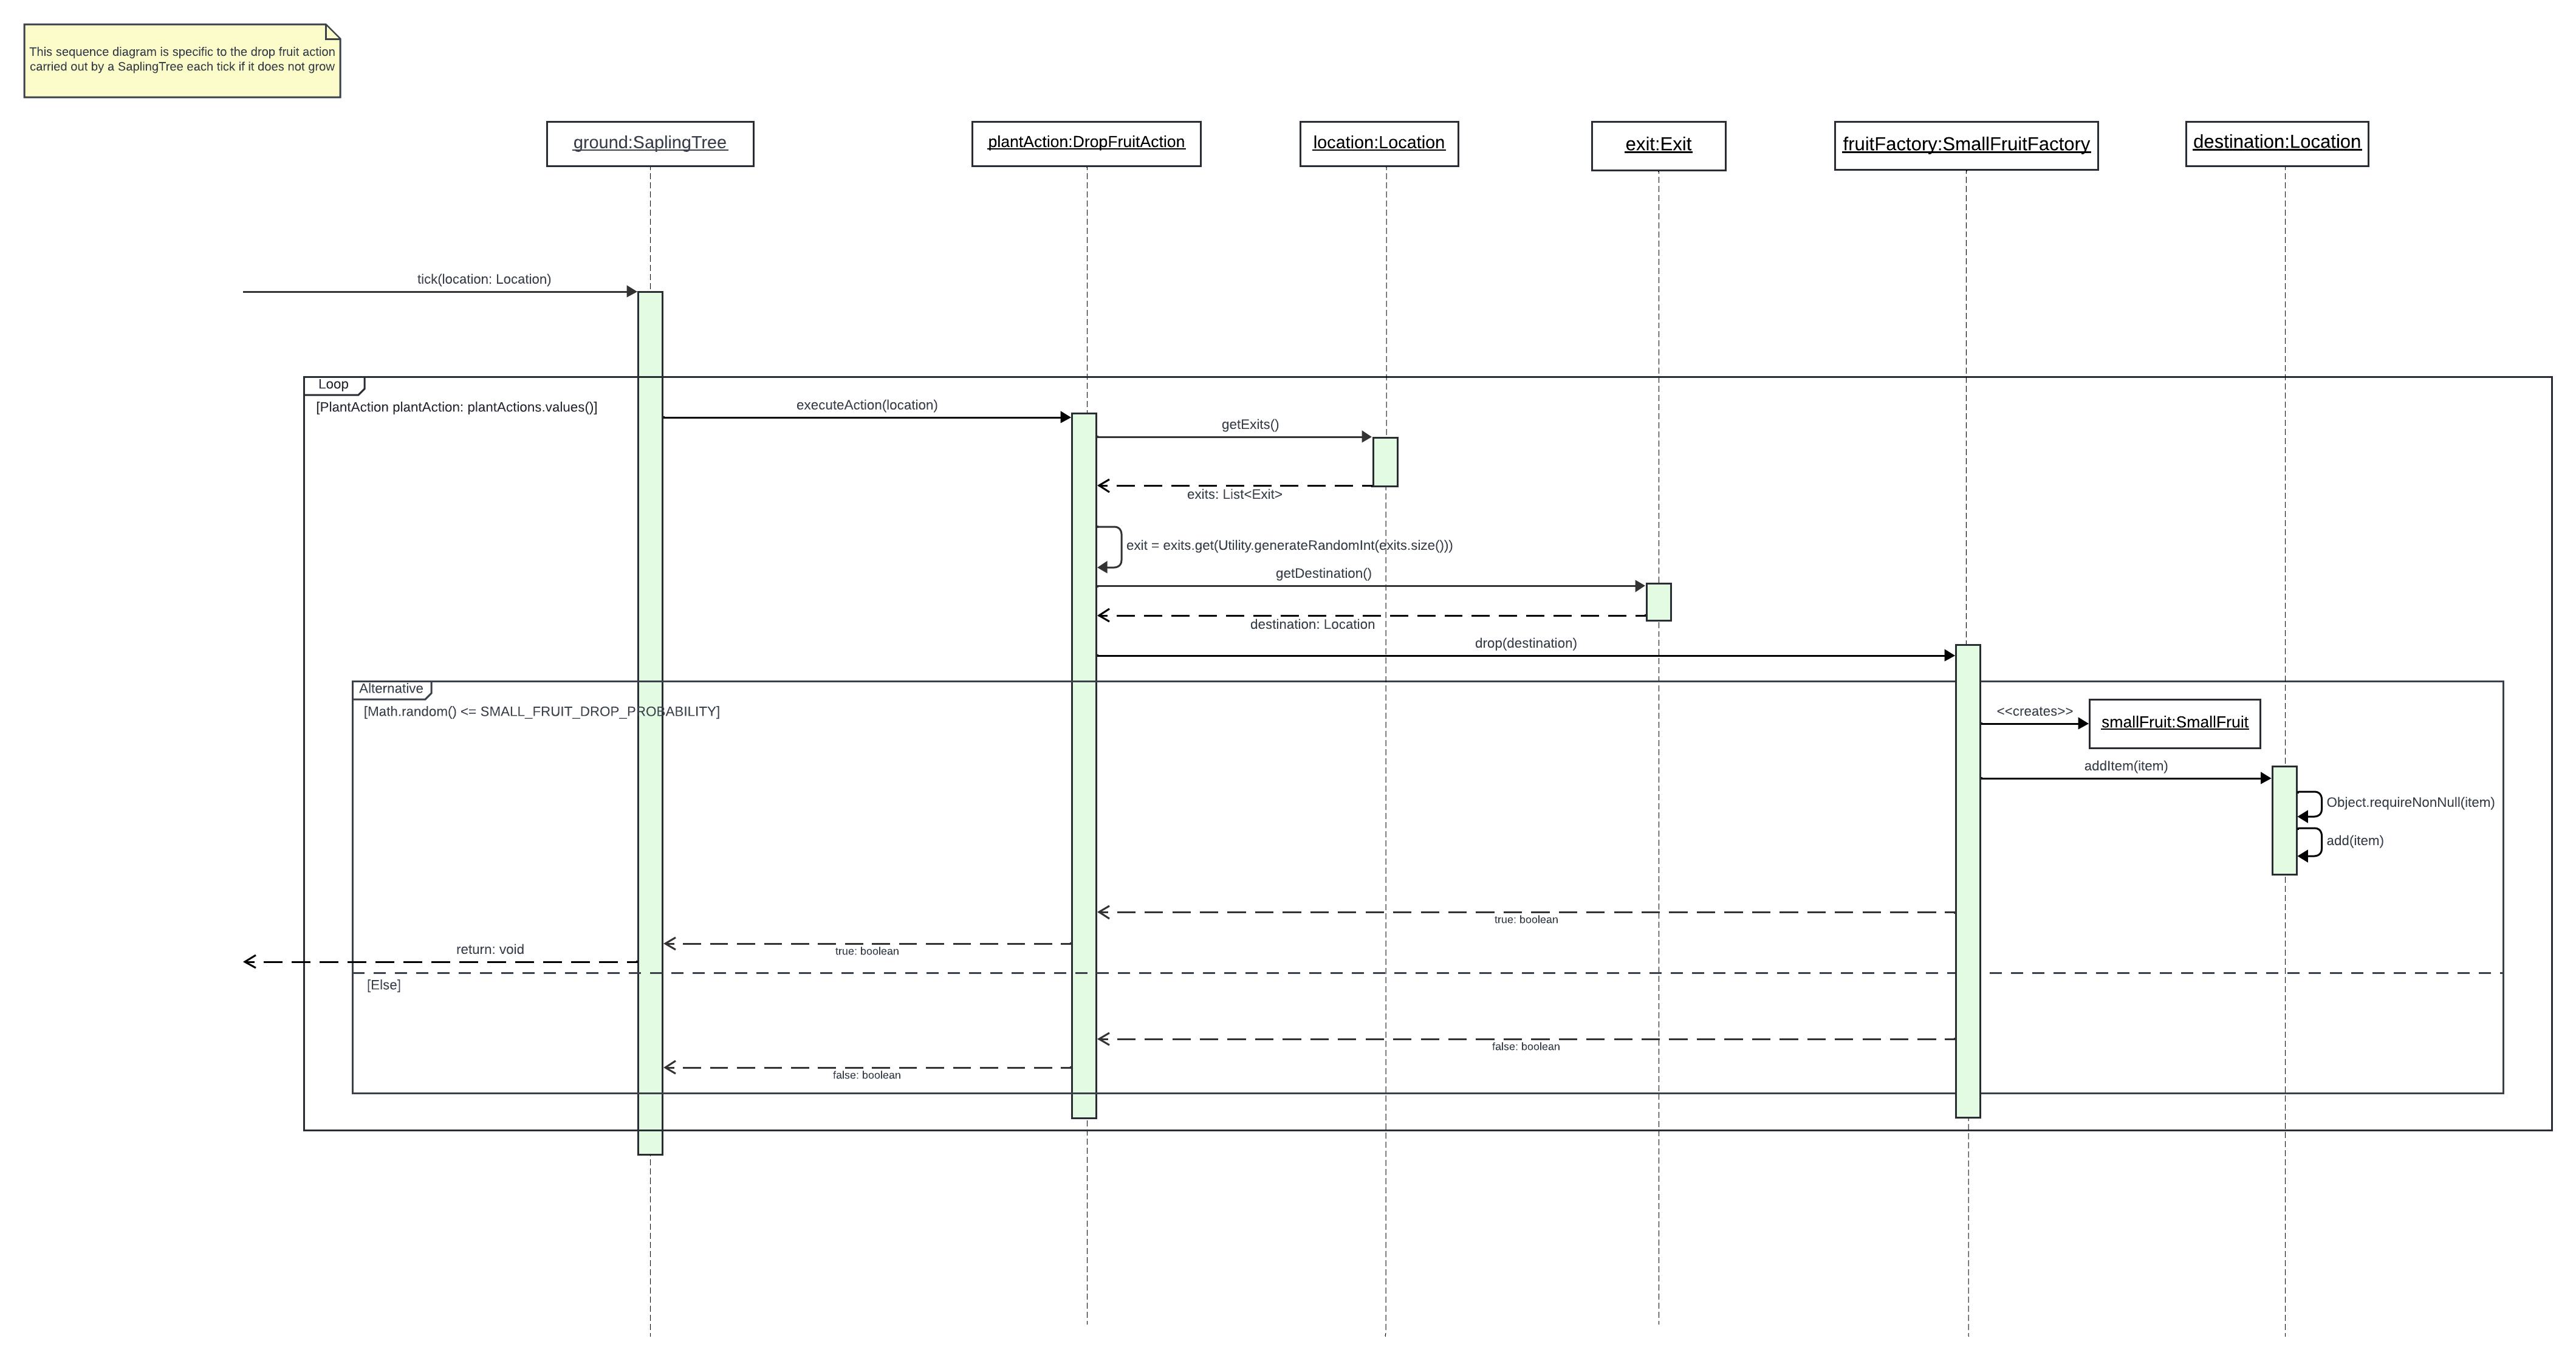 This sequence diagram is specific to the drop fruit action
carried out by a SaplingTree each tick if it does not grow
ground:SaplingTree
plantAction:DropFruitAction
location:Location
exit:Exit
fruitFactory:SmallFruitFactory
destination:Location
tick(location: Location)
Loop
[PlantAction plantAction: plantActions.values()]
executeAction(location)
getExits()
exits: List<Exit>
exit = exits.get(Utility.generateRandomInt(exits.size()))
getDestination()
destination: Location
drop(destination)
Alternative
[Math.random() <= SMALL_FRUIT_DROP_PROBABILITY]
<<creates>>
smallFruit:SmallFruit
addItem(item)
Object.requireNonNull(item)
add(item)
true: boolean
true: boolean
return: void
[Else]
false: boolean
false: boolean